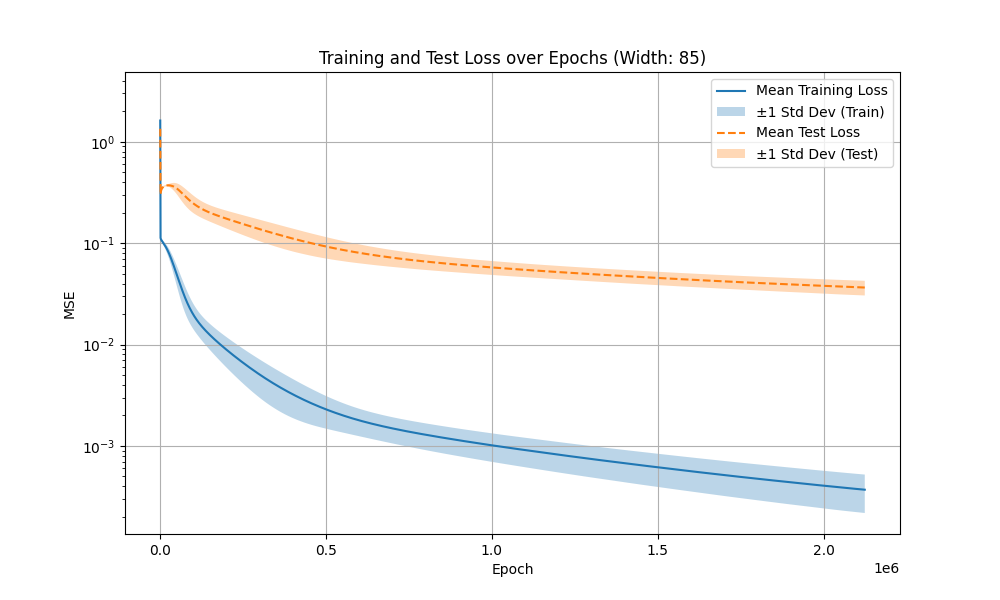 Training and Test Loss over Epochs (Width: 85)
Mean Training Loss
±1 Std Dev (Train)
Mean Test Loss
±1 Std Dev (Test)
MSE
10⁰
10⁻¹
10⁻²
10⁻³
0.0 0.5 1.0 1.5 2.0
1e6
Epoch